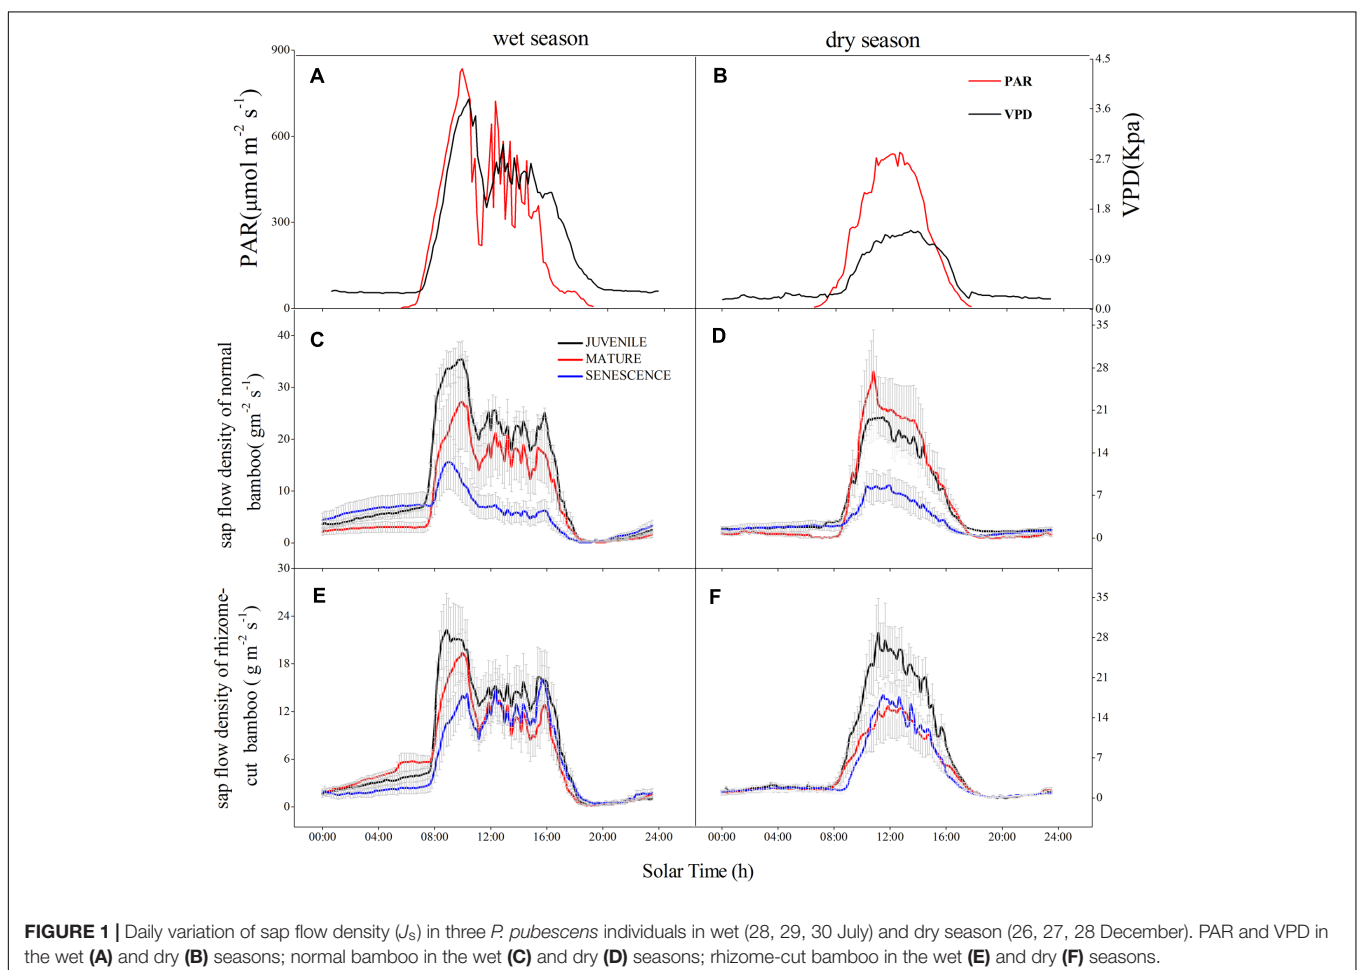 wet season
dry season
900
600
300
0
PAR(μmol m-2 s-1)
A
B
PAR
VPD
4.5
3.6
2.7
1.8
0.9
0.0
VPD(Kpa)
sap flow density of normal
bamboo( gm-2 s-1)
40
30
20
10
0
C
JUVENILE
MATURE
SENESCENCE
D
35
28
21
14
7
0
sap flow density of rhizome-
cut bamboo ( g m-2 s-1)
30
24
18
12
6
0
E
F
35
28
21
14
7
0
00:00 04:00 08:00 12:00 16:00 20:00 24:00 00:00 04:00 08:00 12:00 16:00 20:00 24:00
Solar Time (h)
FIGURE 1 | Daily variation of sap flow density (Js) in three P. pubescens individuals in wet (28, 29, 30 July) and dry season (26, 27, 28 December). PAR and VPD in
the wet (A) and dry (B) seasons; normal bamboo in the wet (C) and dry (D) seasons; rhizome-cut bamboo in the wet (E) and dry (F) seasons.